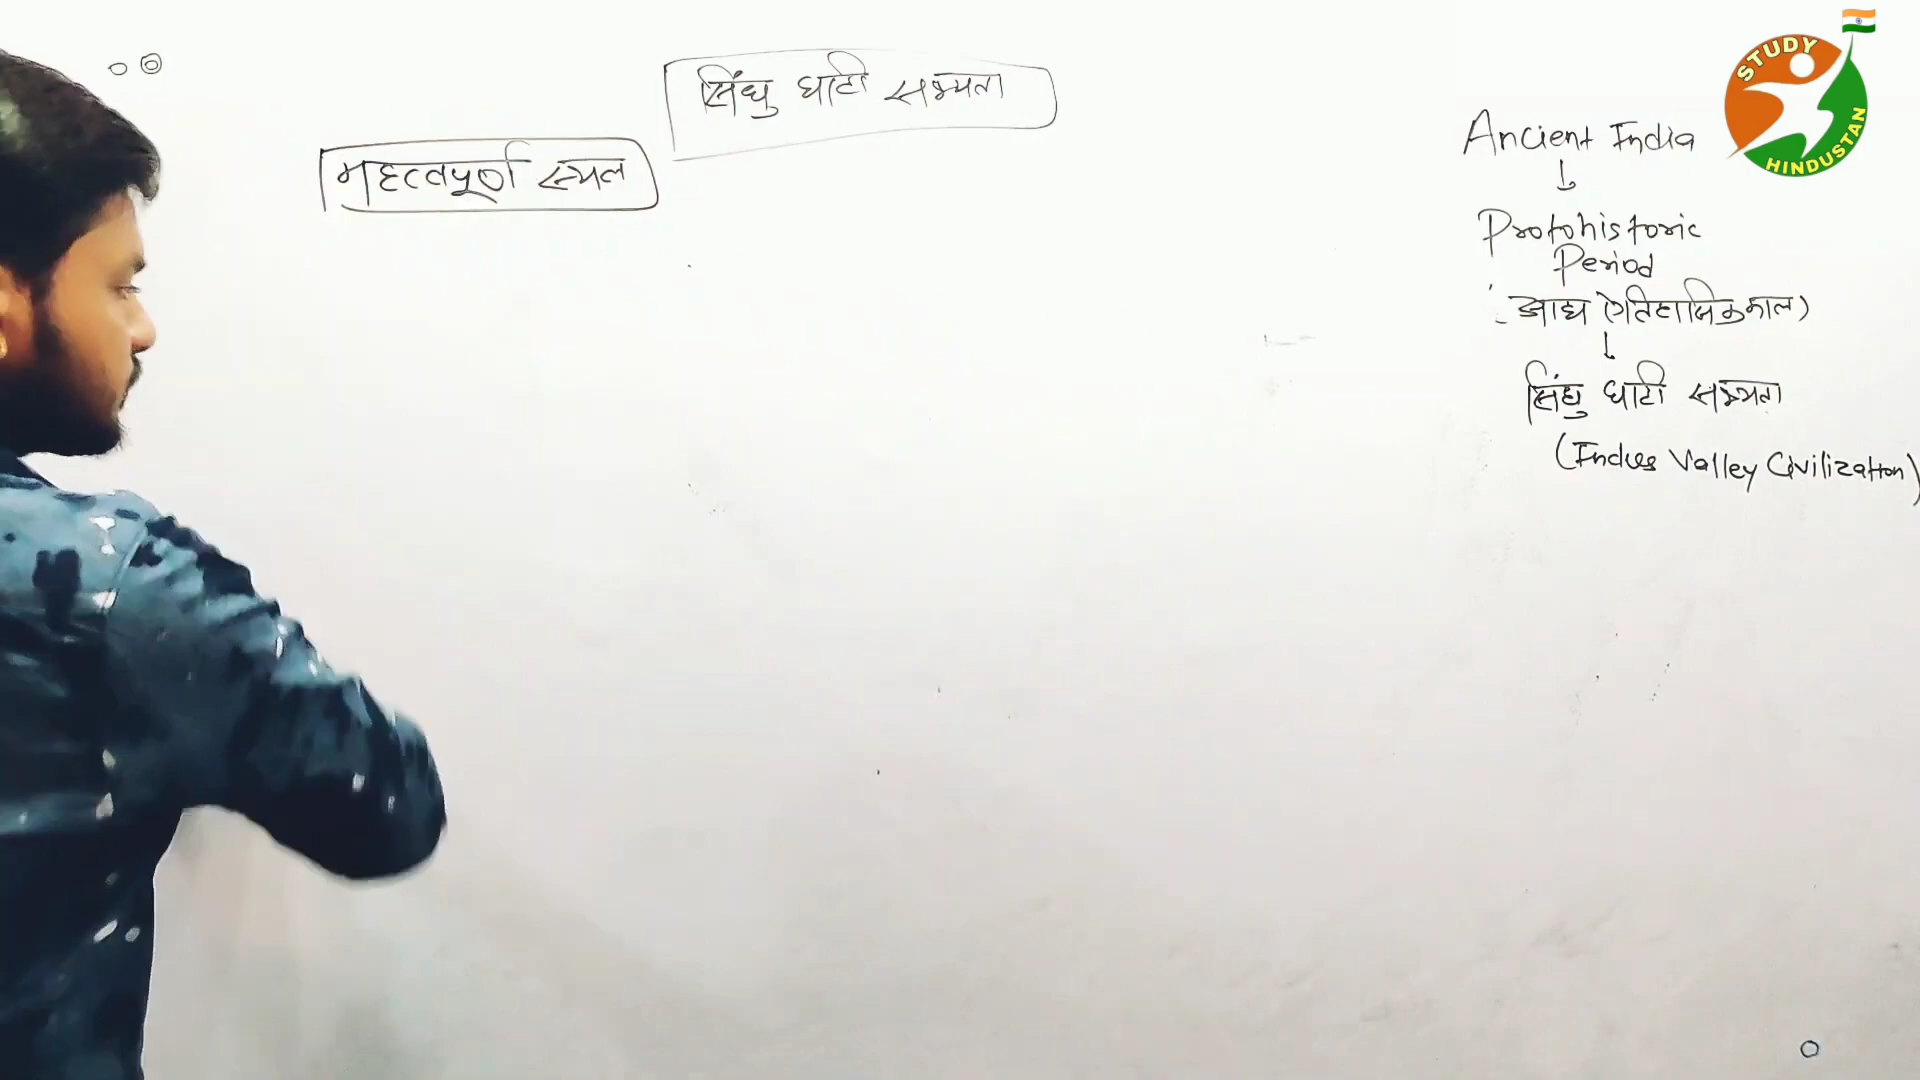 सिंधु घाटी सभ्यता
महत्वपूर्ण स्थल
Ancient India
Protohistoric
Period
आद्य ऐतिहासिक काल)
सिंधु घाटी सभ्यता
(Indus Valley Civilization)
STUDY
HINDUSTAN